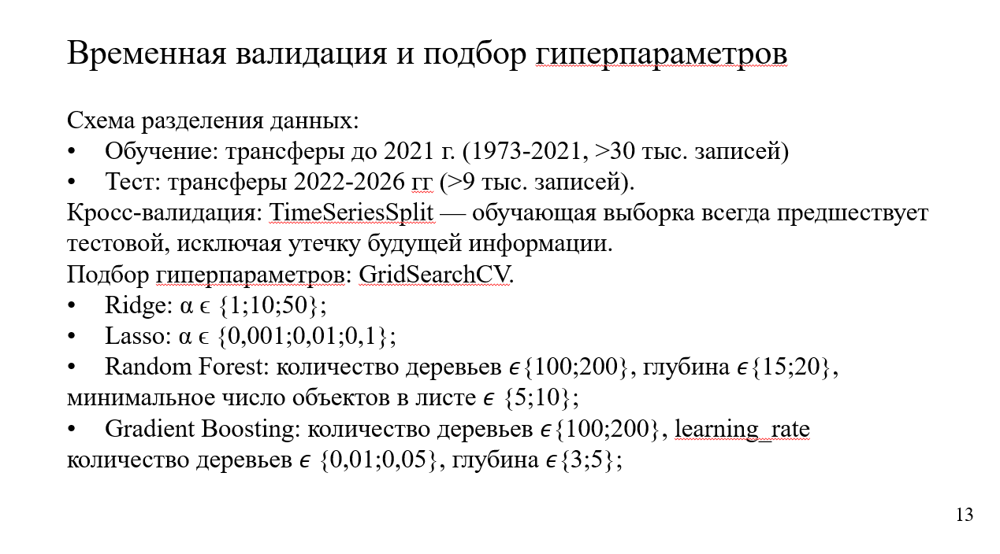 Временная валидация и подбор гиперпараметров
Схема разделения данных:
• Обучение: трансферы до 2021 г. (1973-2021, >30 тыс. записей)
• Тест: трансферы 2022-2026 гг (>9 тыс. записей).
Кросс-валидация: TimeSeriesSplit — обучающая выборка всегда предшествует
тестовой, исключая утечку будущей информации.
Подбор гиперпараметров: GridSearchCV.
• Ridge: α ϵ {1;10;50};
• Lasso: α ϵ {0,001;0,01;0,1};
• Random Forest: количество деревьев 𝜖{100;200}, глубина 𝜖{15;20},
минимальное число объектов в листе 𝜖 {5;10};
• Gradient Boosting: количество деревьев 𝜖{100;200}, learning_rate
количество деревьев 𝜖 {0,01;0,05}, глубина 𝜖{3;5};
13